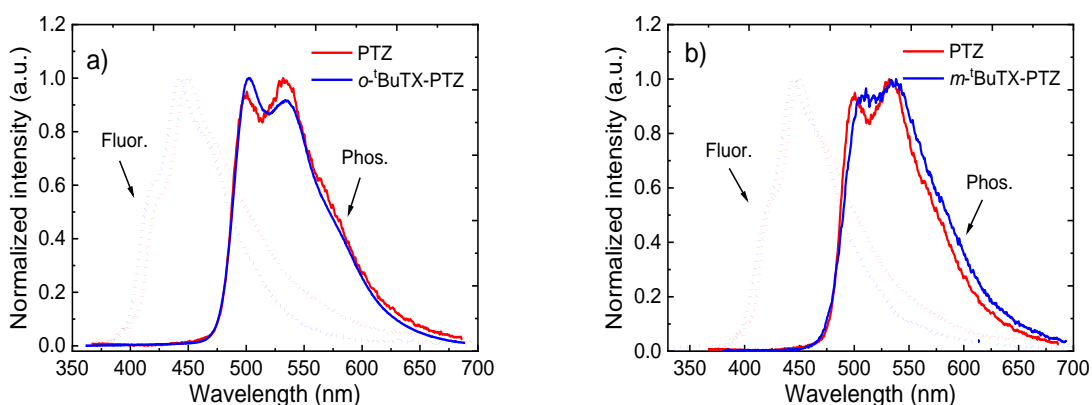 a)
PTZ
o-ᵗBuTX-PTZ
Fluor.
Phos.
Normalized intensity (a.u.)
1.2
1.0
0.8
0.6
0.4
0.2
0.0
350 400 450 500 550 600 650 700
Wavelength (nm)
b)
PTZ
m-ᵗBuTX-PTZ
Fluor.
Phos.
Normalized intensity (a.u.)
1.2
1.0
0.8
0.6
0.4
0.2
0.0
350 400 450 500 550 600 650 700
Wavelength (nm)